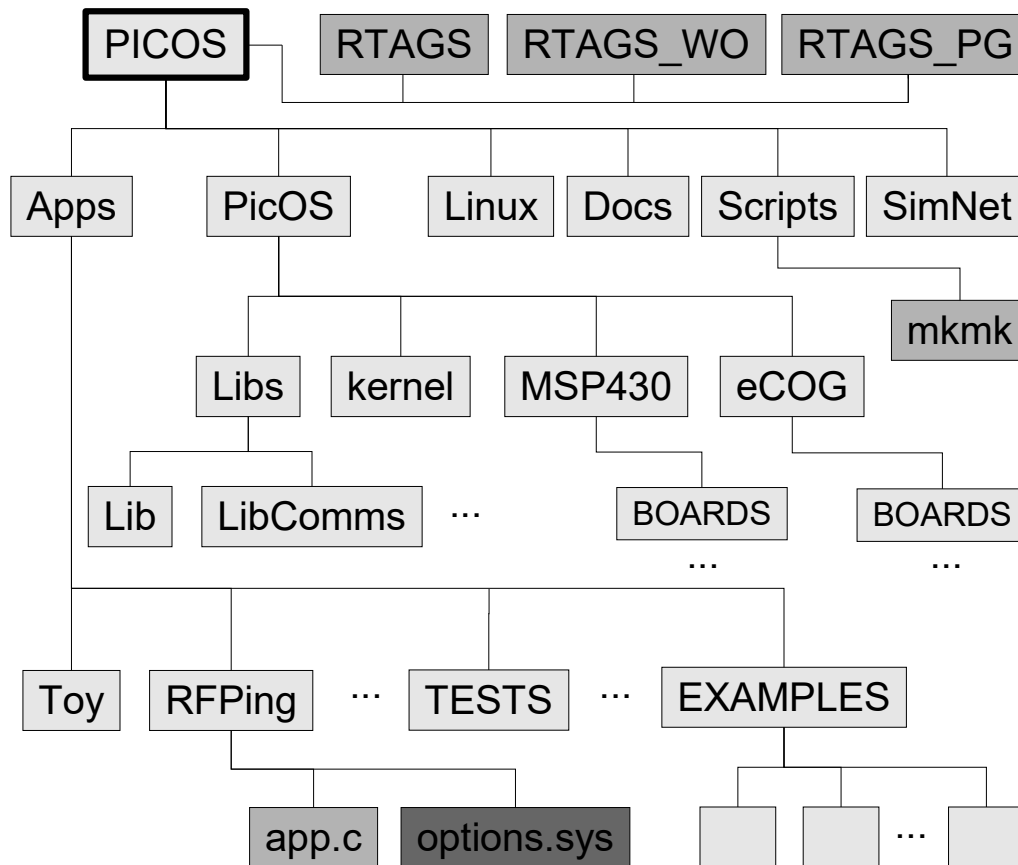 PICOS RTAGS RTAGS_WO RTAGS_PG
Apps PicOS Linux Docs Scripts SimNet
mkmk
Libs kernel MSP430 eCOG
Lib LibComms ... BOARDS BOARDS
... ...
Toy RFPing ... TESTS ... EXAMPLES
app.c options.sys ...